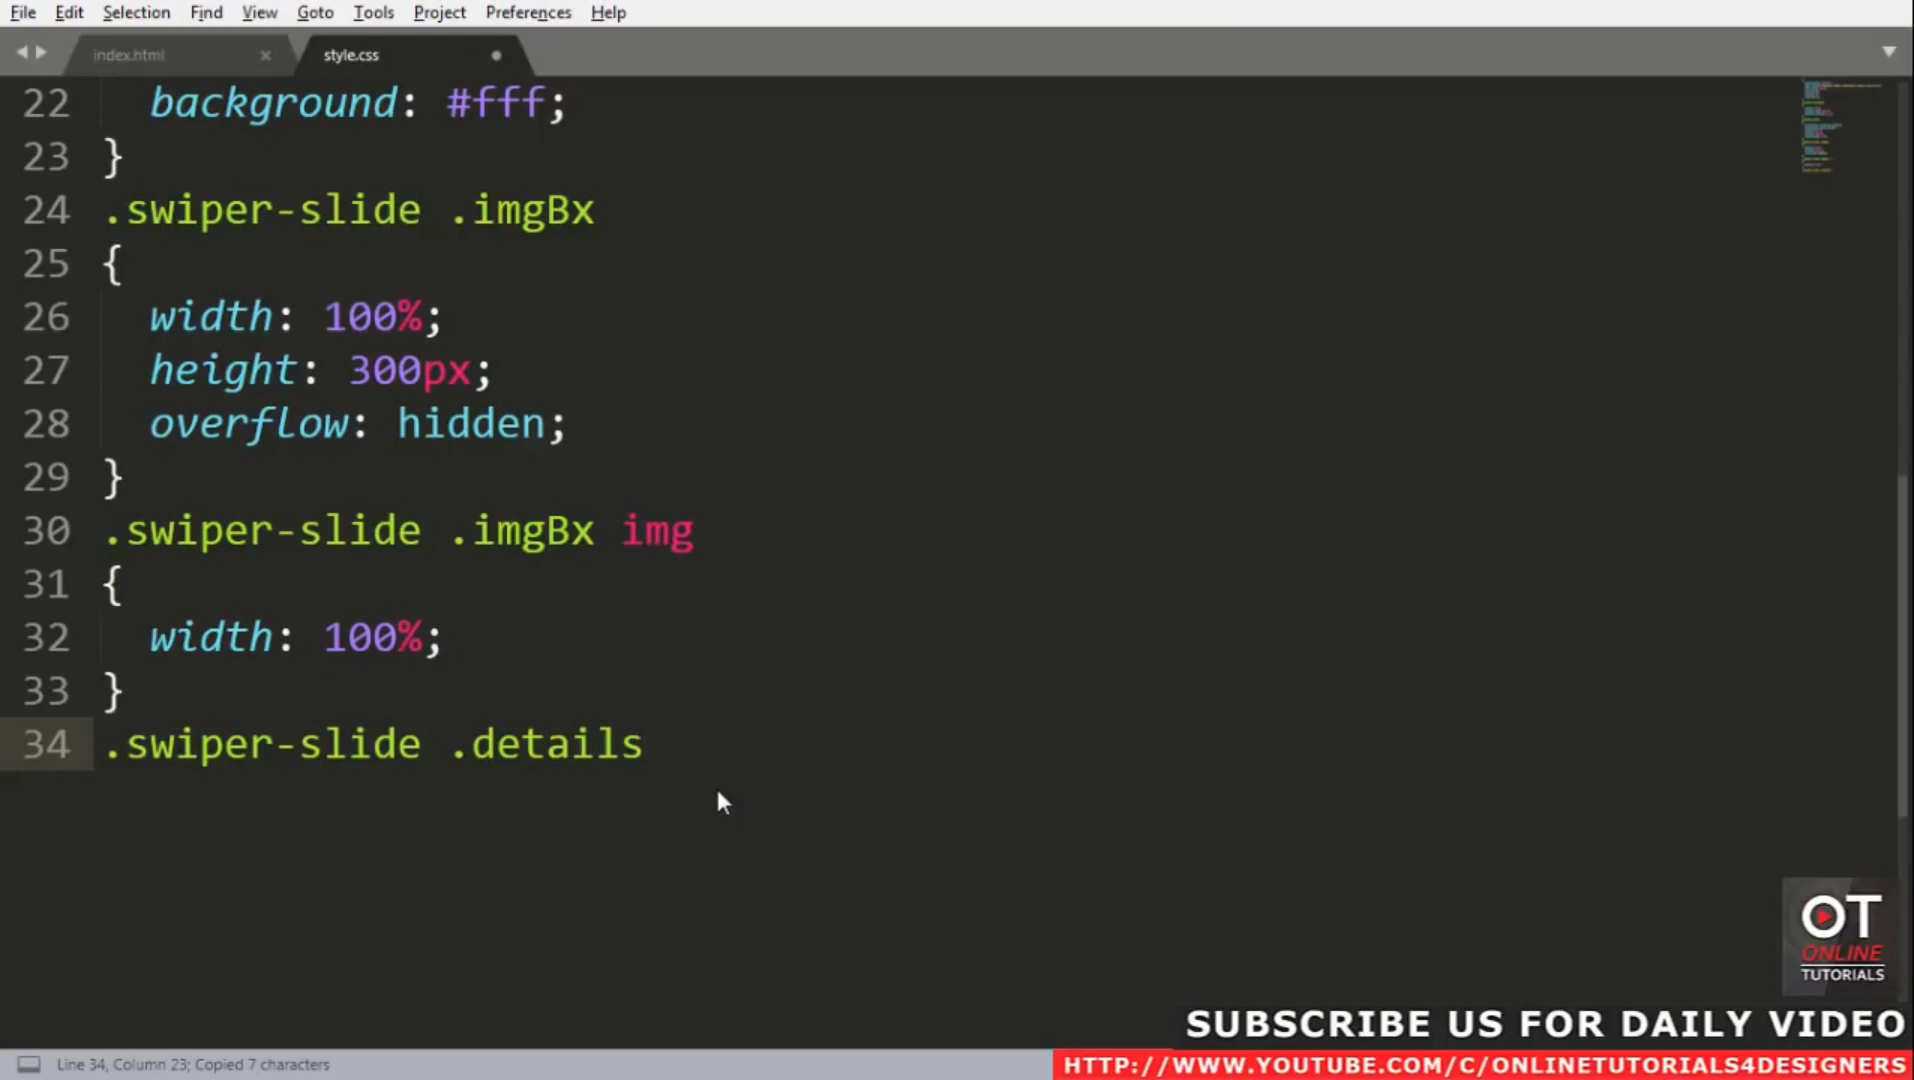 File Edit Selection Find View Goto Tools Project Preferences Help
index.html × style.css
22 background: #fff;
23 }
24 .swiper-slide .imgBx
25 {
26 width: 100%;
27 height: 300px;
28 overflow: hidden;
29 }
30 .swiper-slide .imgBx img
31 {
32 width: 100%;
33 }
34 .swiper-slide .details
OT
ONLINE
TUTORIALS
SUBSCRIBE US FOR DAILY VIDEO
Line 34, Column 23; Copied 7 characters
HTTP://WWW.YOUTUBE.COM/C/ONLINETUTORIALS4DESIGNERS